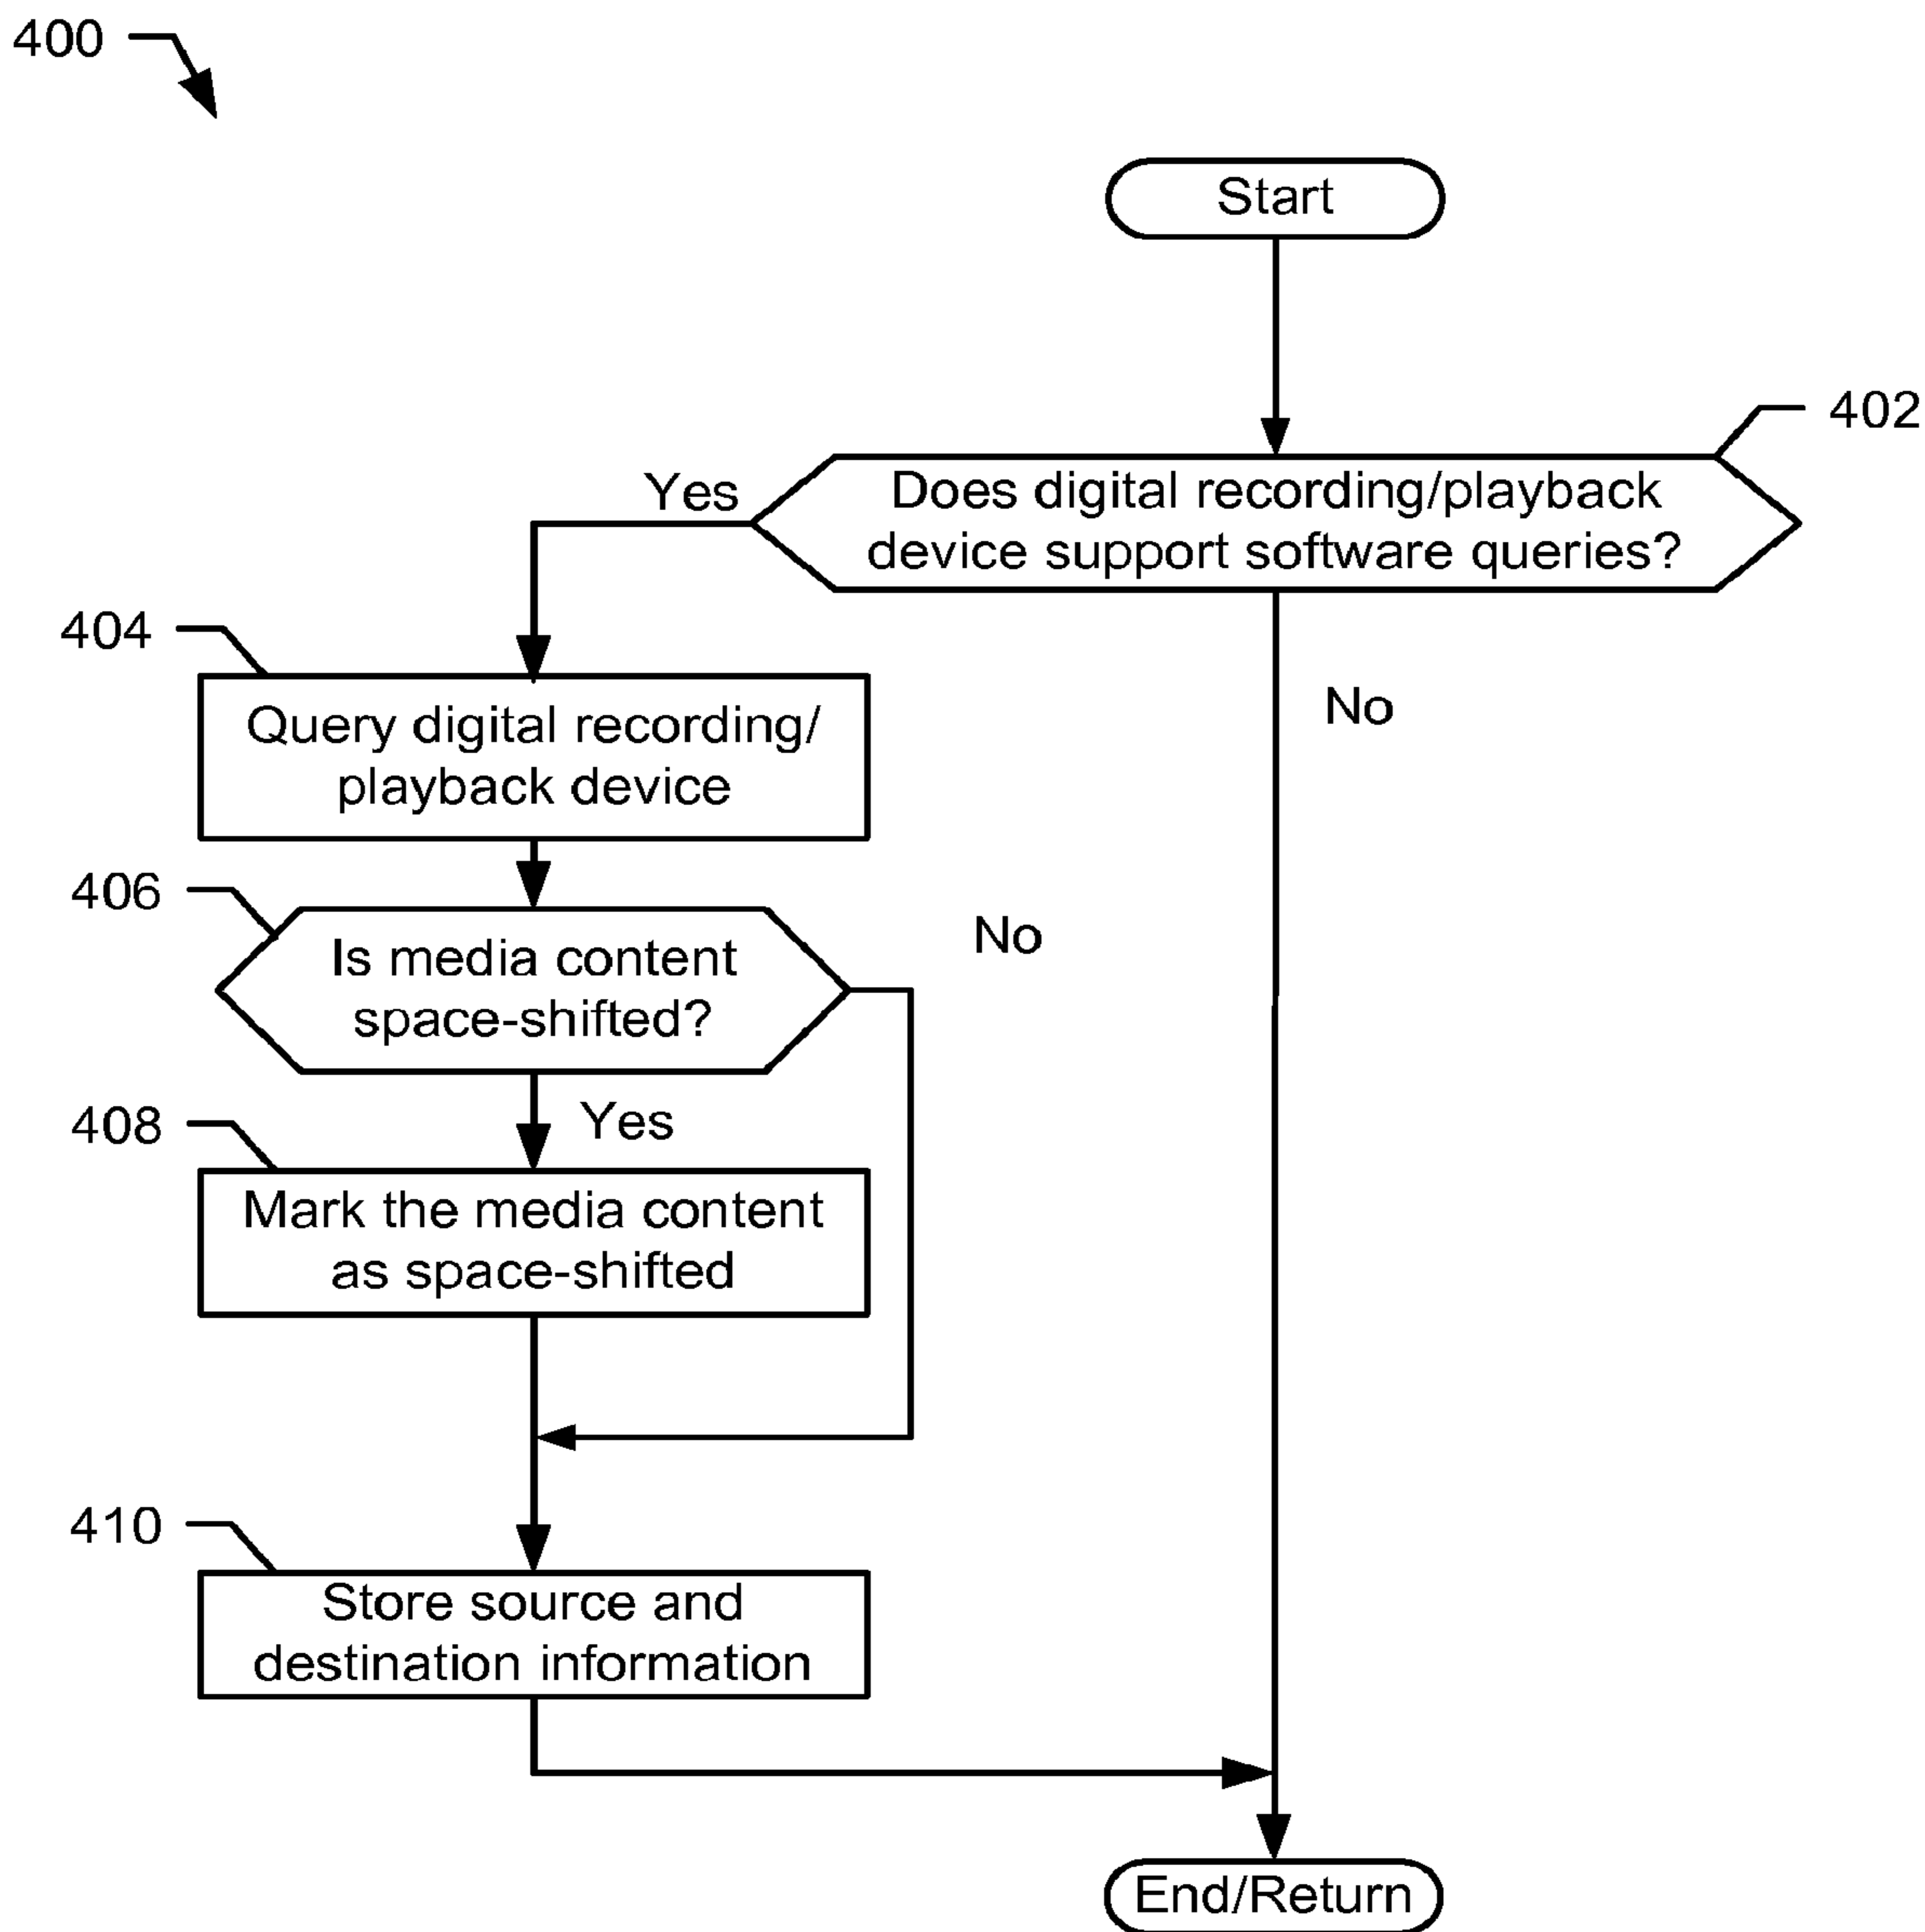 400
Start
402
Does digital recording/playback
device support software queries?
Yes
No
404
Query digital recording/
playback device
406
Is media content
space-shifted?
No
Yes
408
Mark the media content
as space-shifted
410
Store source and
destination information
End/Return